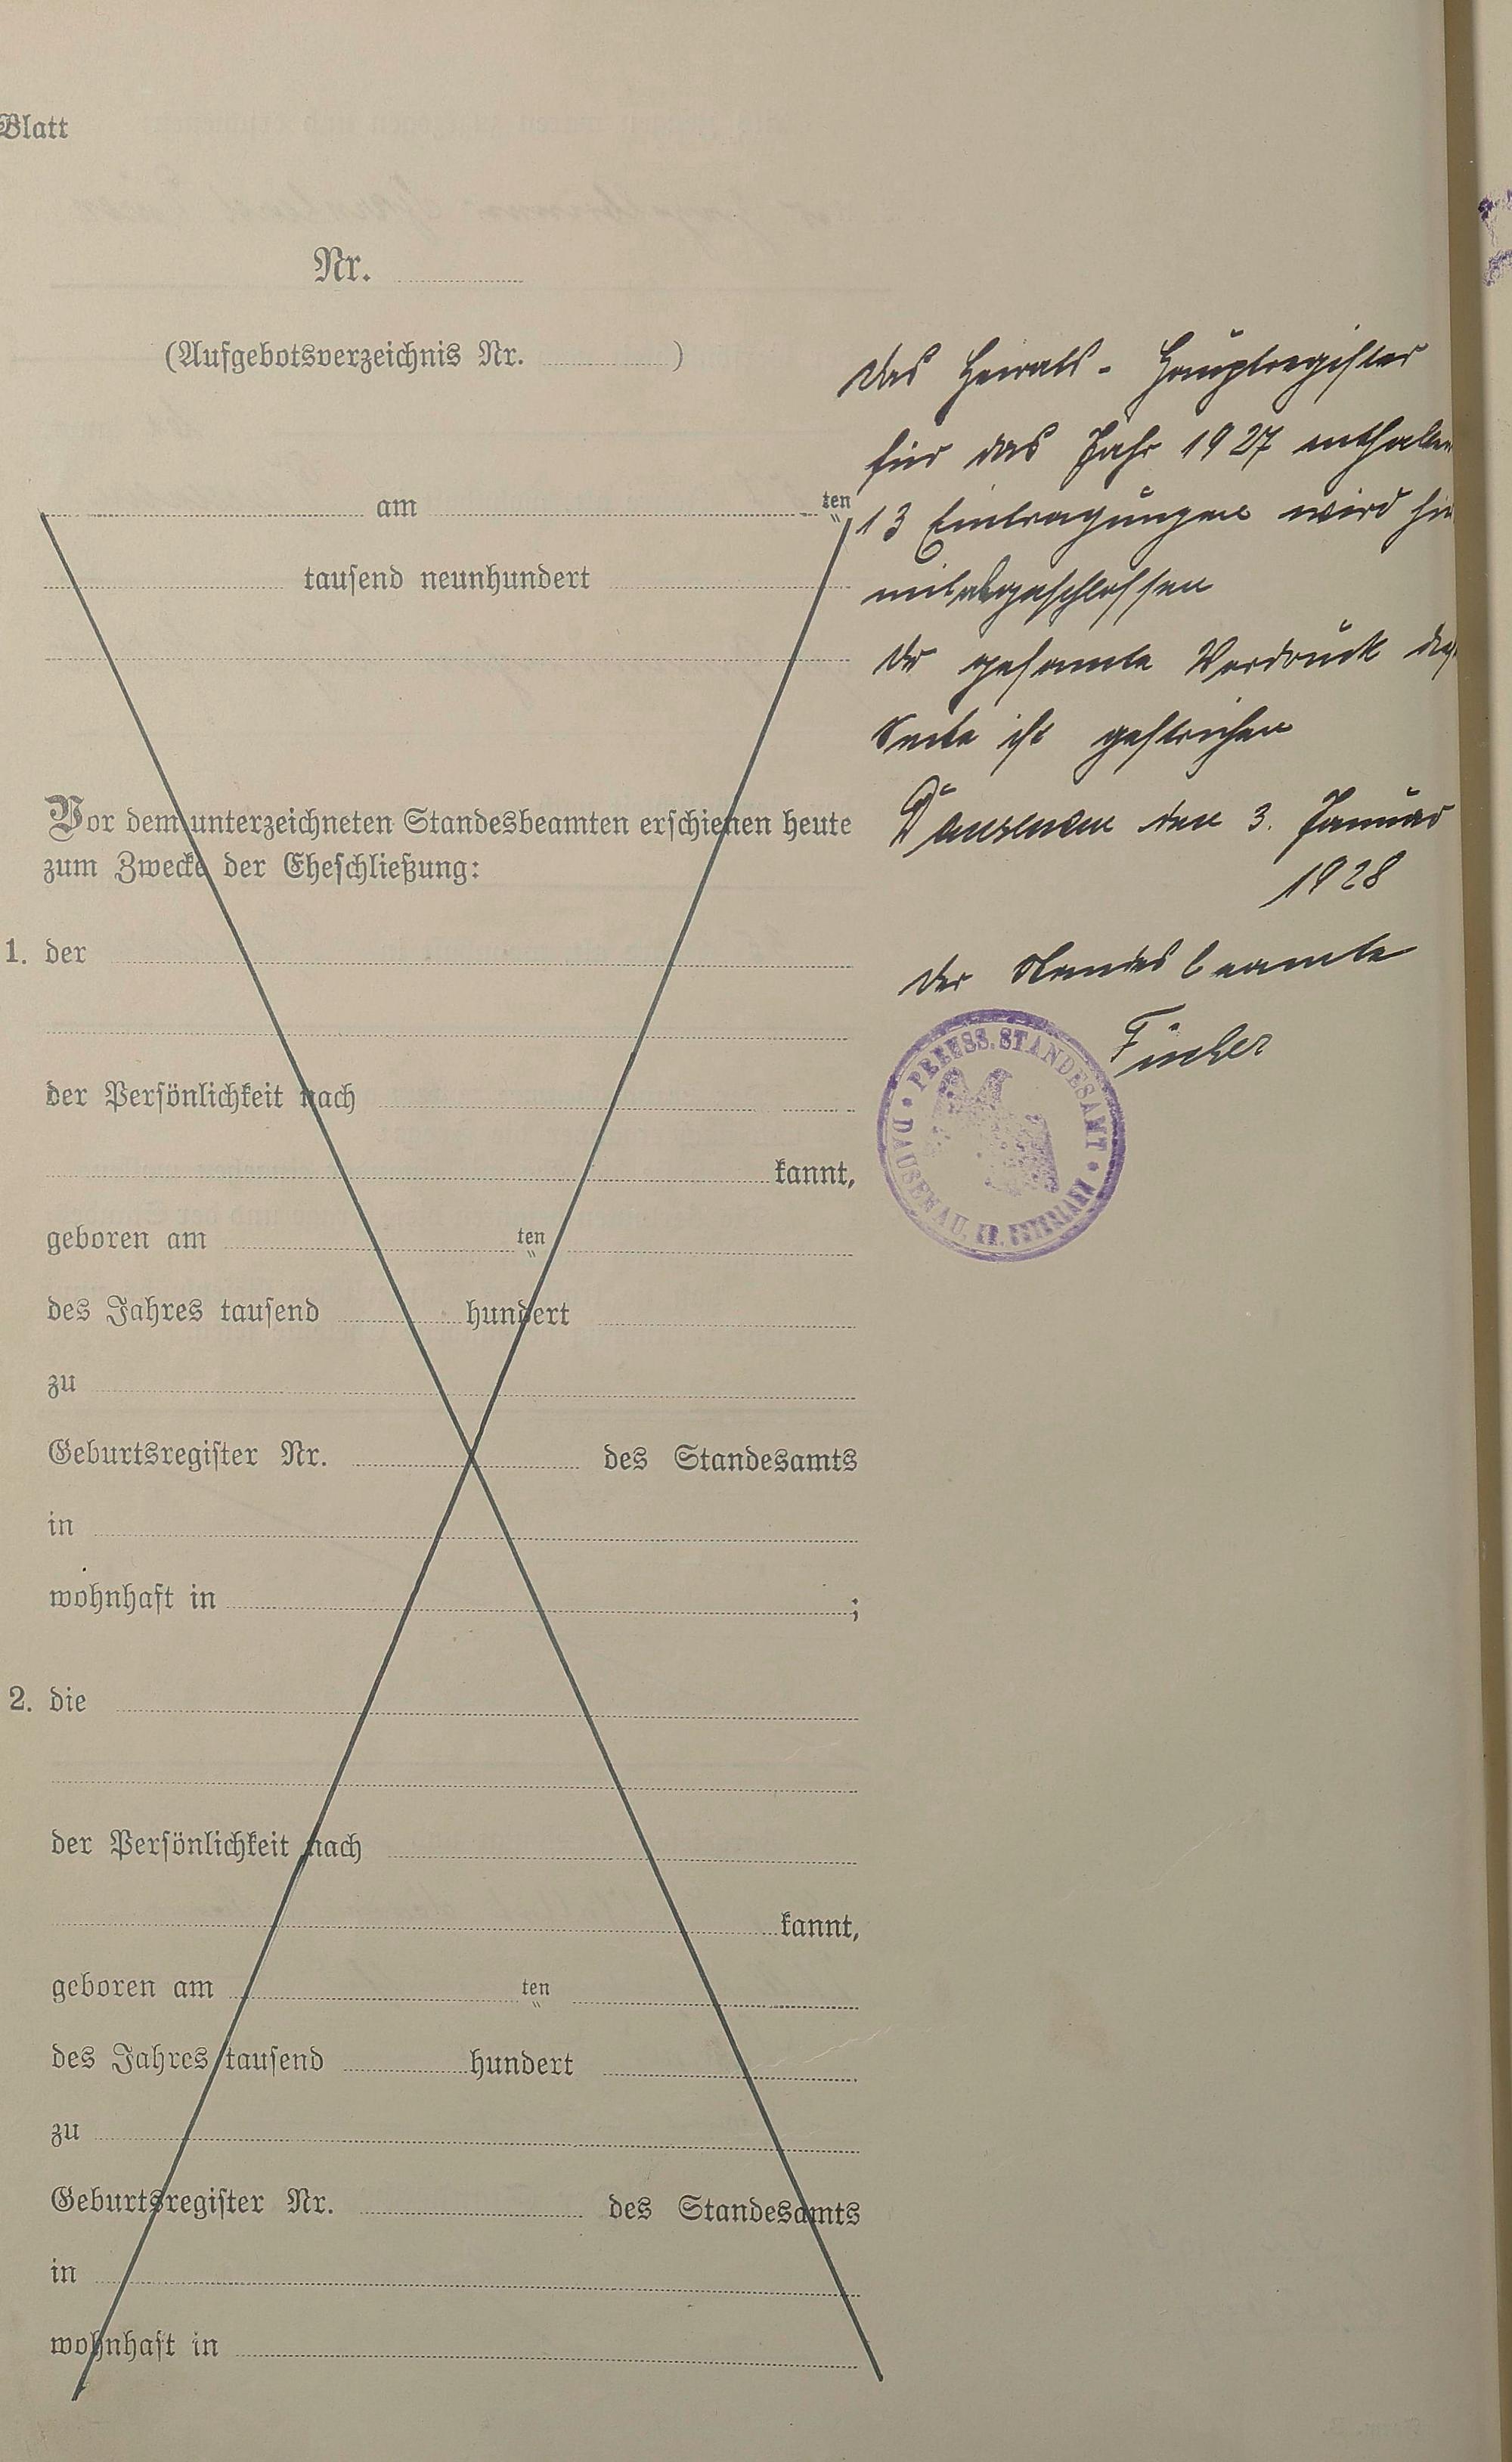 Blatt
Nr.
(Aufgebotsverzeichnis Nr. )
am ten
tausend neunhundert
Vor dem unterzeichneten Standesbeamten erschienen heute
zum Zwecke der Eheschließung:
1. der
der Persönlichkeit nach
kannt,
geboren am ten
des Jahres tausend hundert
zu
Geburtsregister Nr. des Standesamts
in
wohnhaft in ;
2. die
der Persönlichkeit nach
kannt,
geboren am ten
des Jahres tausend hundert
zu
Geburtsregister Nr. des Standesamts
in
wohnhaft in
Das Heirats- Hauptregister
für das Jahr 1927 enthalten
13 Eintragungen wird hie
mit abgeschlossen
Der gesamte Vordruck
Seite ist gestrichen
Dausenau den 3. Januar
1928
Der Standesbeamte
PREUSS. STANDESAMT
DAUSENAU, KR. UNTERLAHN